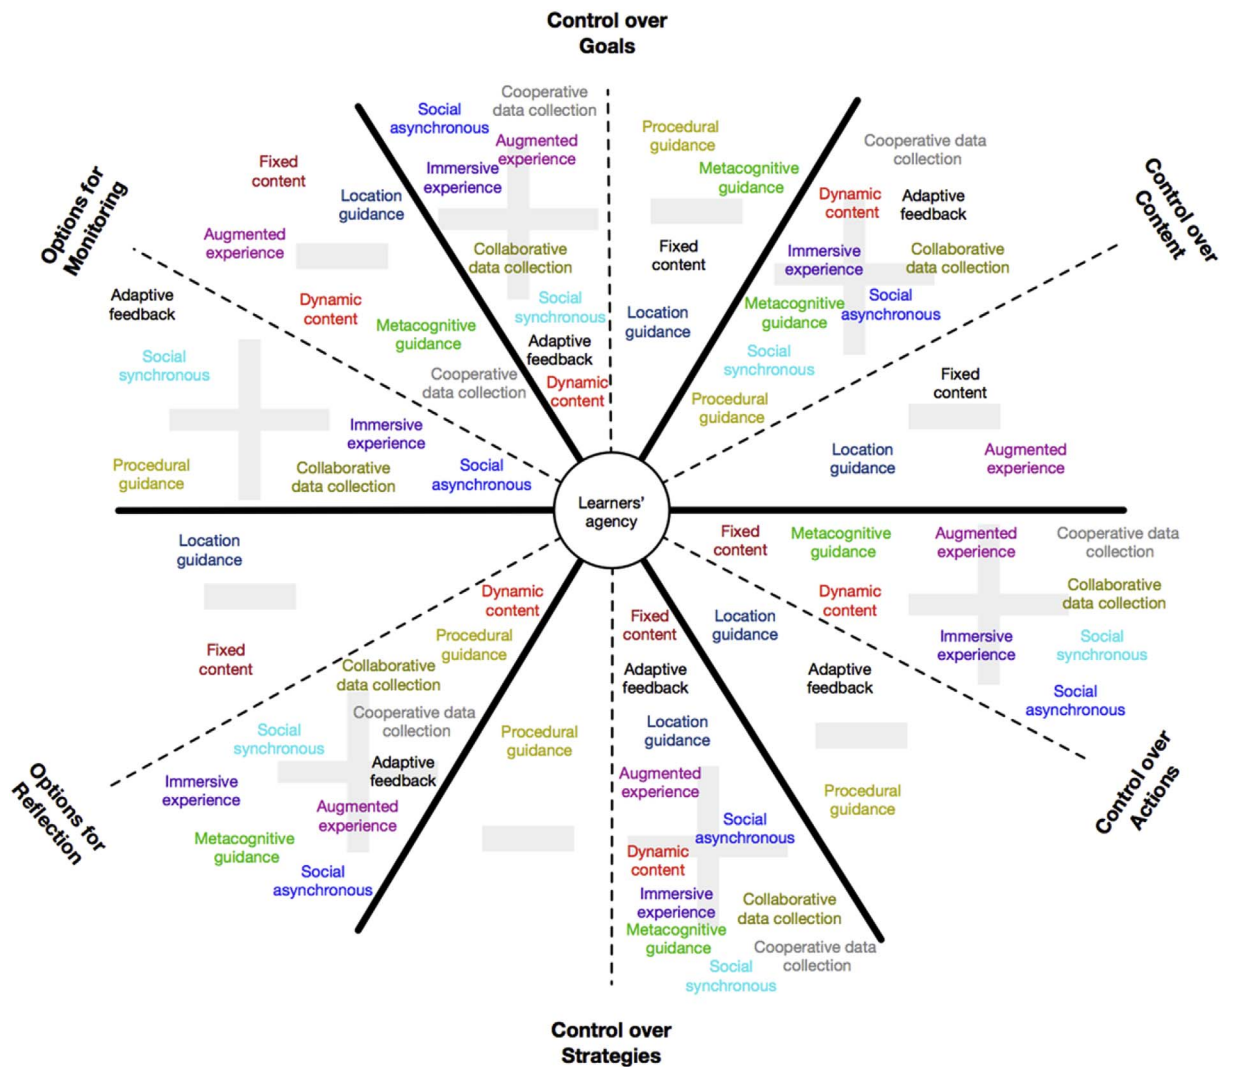 Control over
Goals
Social
asynchronous
Cooperative
data collection
Augmented
experience
Immersive
experience
Collaborative
data collection
Social
synchronous
Adaptive
feedback
Dynamic
content
Procedural
guidance
Metacognitive
guidance
Fixed
content
Location
guidance
Control over
Content
Cooperative data
collection
Dynamic
content
Adaptive
feedback
Immersive
experience
Collaborative
data collection
Metacognitive
guidance
Social
asynchronous
Social
synchronous
Procedural
guidance
Fixed
content
Location
guidance
Augmented
experience
Control over
Actions
Fixed
content
Metacognitive
guidance
Augmented
experience
Cooperative data
collection
Dynamic
content
Collaborative
data collection
Immersive
experience
Social
synchronous
Social
asynchronous
Location
guidance
Adaptive
feedback
Procedural
guidance
Control over
Strategies
Fixed
content
Adaptive
feedback
Location
guidance
Augmented
experience
Social
asynchronous
Dynamic
content
Immersive
experience
Collaborative
data collection
Metacognitive
guidance
Cooperative data
collection
Social
synchronous
Procedural
guidance
Options for
Reflection
Dynamic
content
Procedural
guidance
Collaborative
data collection
Cooperative data
collection
Social
synchronous
Adaptive
feedback
Immersive
experience
Augmented
experience
Metacognitive
guidance
Social
asynchronous
Location
guidance
Fixed
content
Options for
Monitoring
Adaptive
feedback
Social
synchronous
Immersive
experience
Procedural
guidance
Collaborative
data collection
Social
asynchronous
Fixed
content
Location
guidance
Augmented
experience
Dynamic
content
Metacognitive
guidance
Cooperative
data collection
Learners'
agency